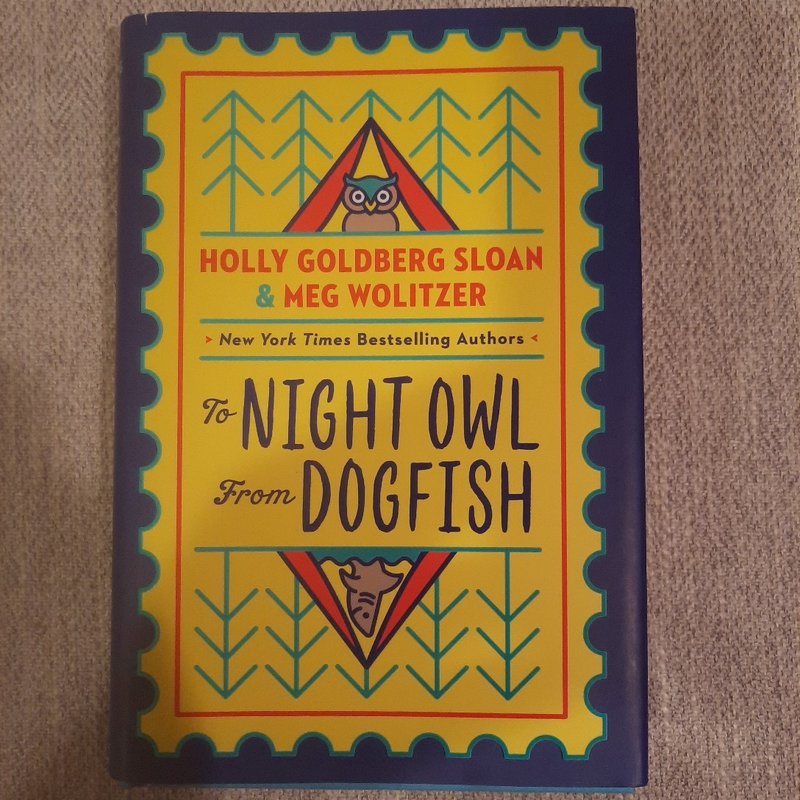 HOLLY GOLDBERG SLOAN
& MEG WOLITZER
> New York Times Bestselling Authors <
To NIGHT OWL
From DOGFISH